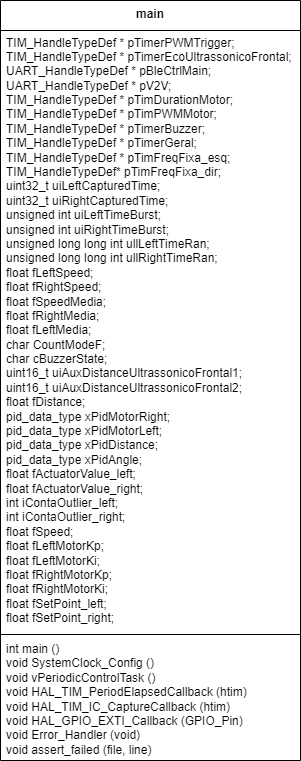 main
TIM_HandleTypeDef * pTimerPWMTrigger;
TIM_HandleTypeDef * pTimerEcoUltrassonicoFrontal;
UART_HandleTypeDef * pBleCtrlMain;
UART_HandleTypeDef * pV2V;
TIM_HandleTypeDef * pTimDurationMotor;
TIM_HandleTypeDef * pTimPWMMotor;
TIM_HandleTypeDef * pTimerBuzzer;
TIM_HandleTypeDef * pTimerGeral;
TIM_HandleTypeDef * pTimFreqFixa_esq;
TIM_HandleTypeDef* pTimFreqFixa_dir;
uint32_t uiLeftCapturedTime;
uint32_t uiRightCapturedTime;
unsigned int uiLeftTimeBurst;
unsigned int uiRightTimeBurst;
unsigned long long int ullLeftTimeRan;
unsigned long long int ullRightTimeRan;
float fLeftSpeed;
float fRightSpeed;
float fSpeedMedia;
float fRightMedia;
float fLeftMedia;
char CountModeF;
char cBuzzerState;
uint16_t uiAuxDistanceUltrassonicoFrontal1;
uint16_t uiAuxDistanceUltrassonicoFrontal2;
float fDistance;
pid_data_type xPidMotorRight;
pid_data_type xPidMotorLeft;
pid_data_type xPidDistance;
pid_data_type xPidAngle;
float fActuatorValue_left;
float fActuatorValue_right;
int iContaOutlier_left;
int iContaOutlier_right;
float fSpeed;
float fLeftMotorKp;
float fLeftMotorKi;
float fRightMotorKp;
float fRightMotorKi;
float fSetPoint_left;
float fSetPoint_right;
int main ()
void SystemClock_Config ()
void vPeriodicControlTask ()
void HAL_TIM_PeriodElapsedCallback (htim)
void HAL_TIM_IC_CaptureCallback (htim)
void HAL_GPIO_EXTI_Callback (GPIO_Pin)
void Error_Handler (void)
void assert_failed (file, line)